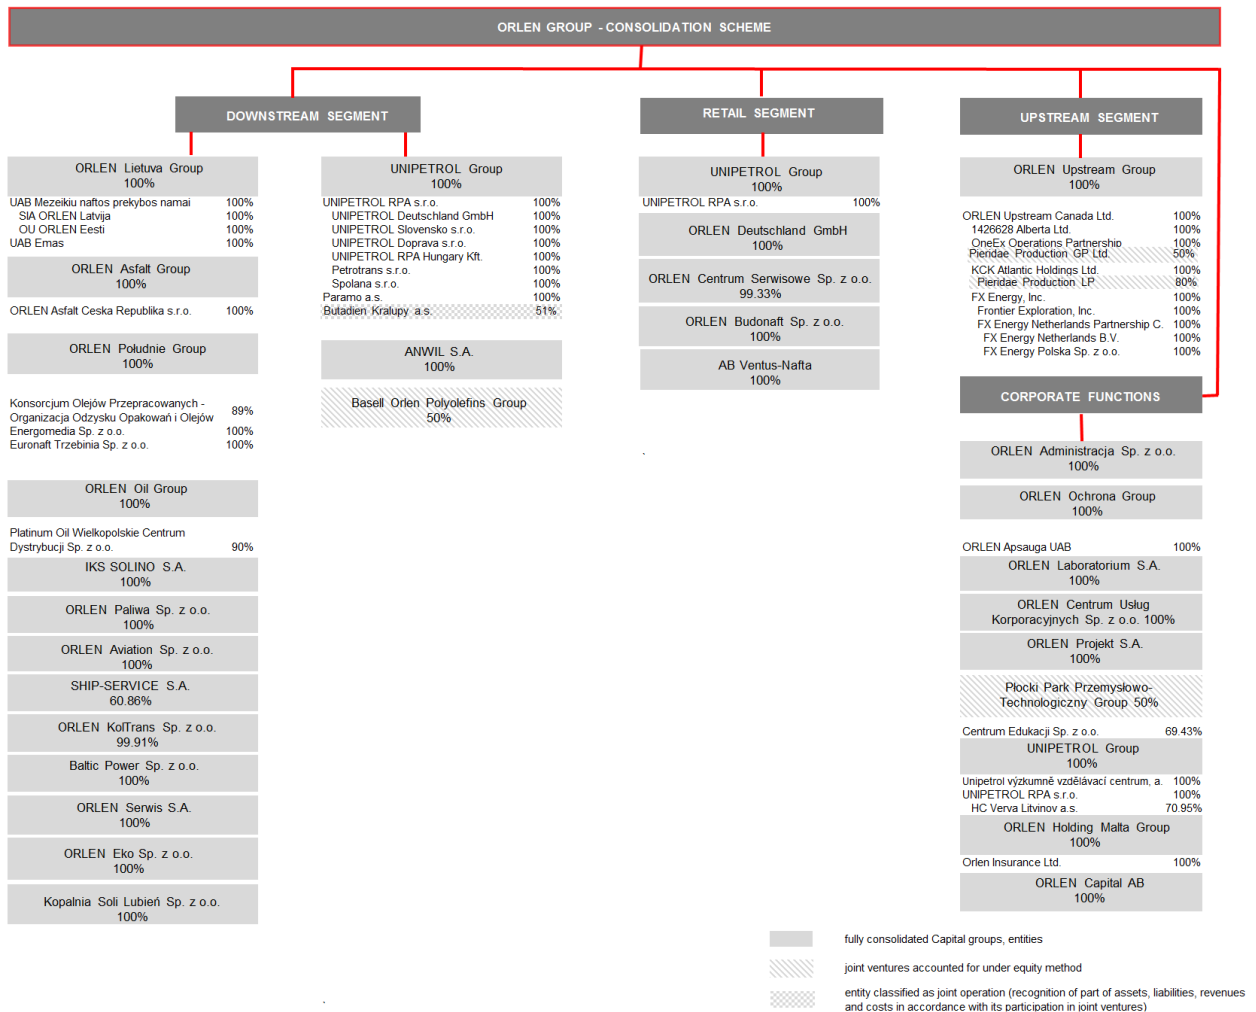 ORLEN GROUP - CONSOLIDATION SCHEME
DOWNSTREAM SEGMENT
ORLEN Lietuva Group
100%
UAB Mezeikiu naftos prekybos namai 100%
SIA ORLEN Latvija 100%
OU ORLEN Eesti 100%
UAB Emas 100%
ORLEN Asfalt Group
100%
ORLEN Asfalt Ceska Republika s.r.o. 100%
ORLEN Południe Group
100%
Konsorcjum Olejów Przepracowanych -
Organizacja Odzysku Opakowań i Olejów 89%
Energomedia Sp. z o.o. 100%
Euronaft Trzebinia Sp. z o.o. 100%
ORLEN Oil Group
100%
Platinum Oil Wielkopolskie Centrum
Dystrybucji Sp. z o.o. 90%
IKS SOLINO S.A.
100%
ORLEN Paliwa Sp. z o.o.
100%
ORLEN Aviation Sp. z o.o.
100%
SHIP-SERVICE S.A.
60.86%
ORLEN KolTrans Sp. z o.o.
99.91%
Baltic Power Sp. z o.o.
100%
ORLEN Serwis S.A.
100%
ORLEN Eko Sp. z o.o.
100%
Kopalnia Soli Lubień Sp. z o.o.
100%
UNIPETROL Group
100%
UNIPETROL RPA s.r.o. 100%
UNIPETROL Deutschland GmbH 100%
UNIPETROL Slovensko s.r.o. 100%
UNIPETROL Doprava s.r.o. 100%
UNIPETROL RPA Hungary Kft. 100%
Petrotrans s.r.o. 100%
Spolana s.r.o. 100%
Paramo a.s. 100%
Butadien Kralupy a.s. 51%
ANWIL S.A.
100%
Basell Orlen Polyolefins Group
50%
RETAIL SEGMENT
UNIPETROL Group
100%
UNIPETROL RPA s.r.o. 100%
ORLEN Deutschland GmbH
100%
ORLEN Centrum Serwisowe Sp. z o.o.
99.33%
ORLEN Budonaft Sp. z o.o.
100%
AB Ventus-Nafta
100%
UPSTREAM SEGMENT
ORLEN Upstream Group
100%
ORLEN Upstream Canada Ltd. 100%
1426628 Alberta Ltd. 100%
OneEx Operations Partnership 100%
Pieridae Production GP Ltd. 50%
KCK Atlantic Holdings Ltd. 100%
Pieridae Production LP 80%
FX Energy, Inc. 100%
Frontier Exploration, Inc. 100%
FX Energy Netherlands Partnership C. 100%
FX Energy Netherlands B.V. 100%
FX Energy Polska Sp. z o.o. 100%
CORPORATE FUNCTIONS
ORLEN Administracja Sp. z o.o.
100%
ORLEN Ochrona Group
100%
ORLEN Apsauga UAB 100%
ORLEN Laboratorium S.A.
100%
ORLEN Centrum Usług
Korporacyjnych Sp. z o.o. 100%
ORLEN Projekt S.A.
100%
Płocki Park Przemysłowo-
Technologiczny Group 50%
Centrum Edukacji Sp. z o.o. 69.43%
UNIPETROL Group
100%
Unipetrol výzkumně vzdělávací centrum, a. 100%
UNIPETROL RPA s.r.o. 100%
HC Verva Litvinov a.s. 70.95%
ORLEN Holding Malta Group
100%
Orlen Insurance Ltd. 100%
ORLEN Capital AB
100%
fully consolidated Capital groups, entities
joint ventures accounted for under equity method
entity classified as joint operation (recognition of part of assets, liabilities, revenues
and costs in accordance with its participation in joint ventures)